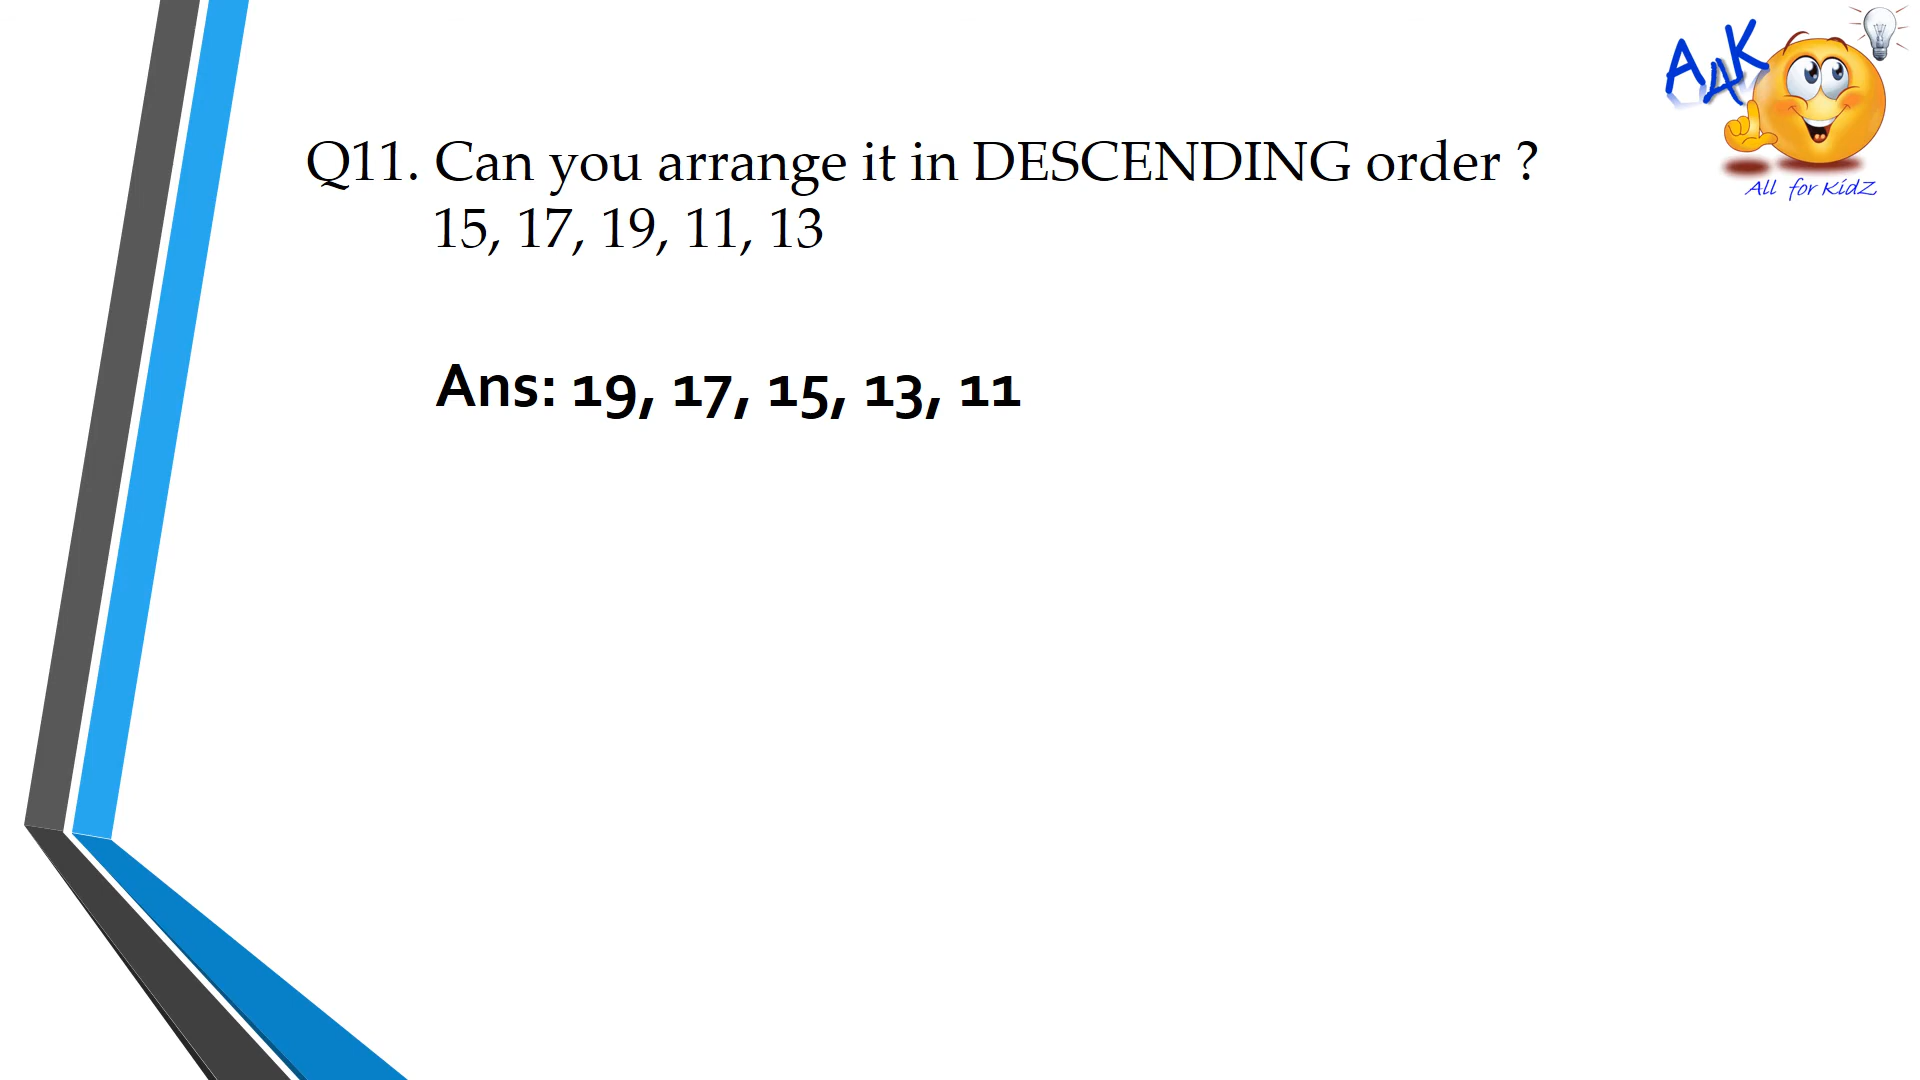 A4K
All for KidZ
Q11. Can you arrange it in DESCENDING order ?
15, 17, 19, 11, 13
Ans: 19, 17, 15, 13, 11